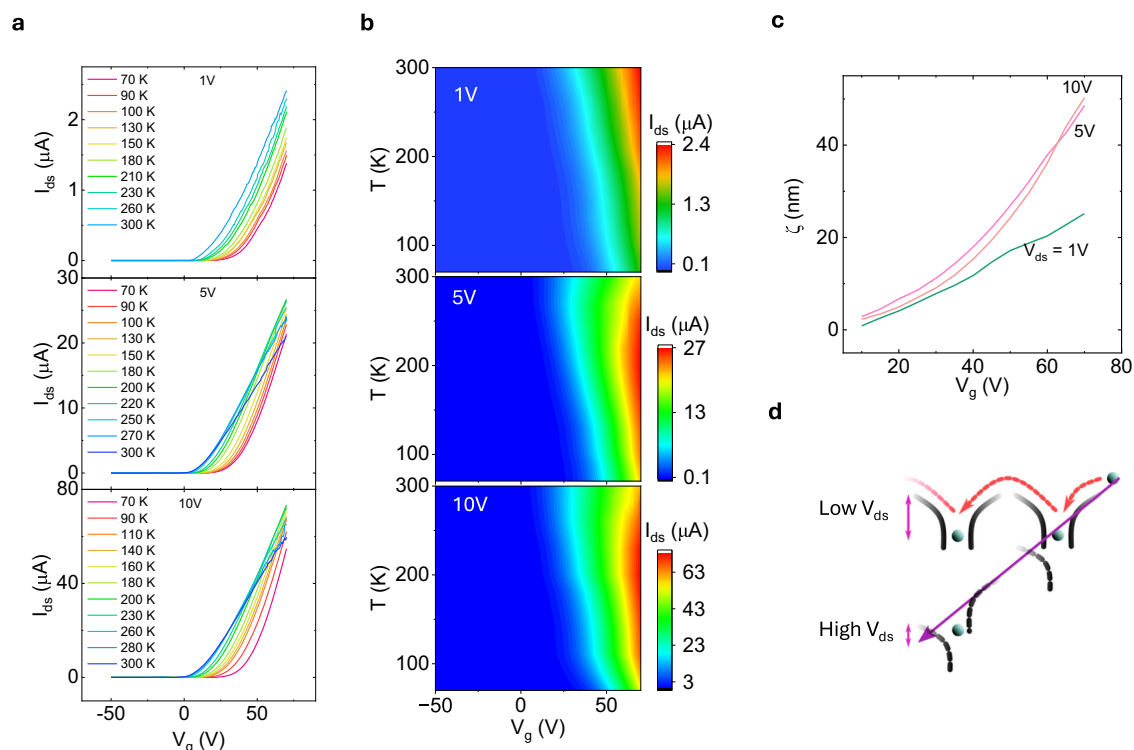 a
1V
70 K
90 K
100 K
130 K
150 K
180 K
210 K
230 K
260 K
300 K
2
0
I_ds (μA)
5V
70 K
90 K
100 K
130 K
150 K
180 K
200 K
220 K
250 K
270 K
300 K
30
20
10
0
I_ds (μA)
10V
70 K
90 K
110 K
140 K
160 K
180 K
200 K
230 K
260 K
280 K
300 K
80
40
0
I_ds (μA)
-50
0
50
V_g (V)
b
1V
300
200
100
T (K)
I_ds (μA)
2.4
1.3
0.1
5V
300
200
100
T (K)
I_ds (μA)
27
13
0.1
10V
300
200
100
T (K)
I_ds (μA)
63
43
23
3
−50
0
50
V_g (V)
c
10V
5V
V_ds = 1V
40
20
0
ζ (nm)
20
40
60
80
V_g (V)
d
Low V_ds
High V_ds